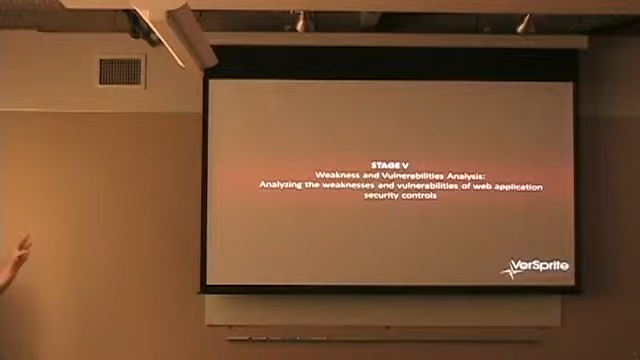 STAGE V
Weakness and Vulnerabilities Analysis:
Analyzing the weaknesses and vulnerabilities of web application
security controls
VerSprite